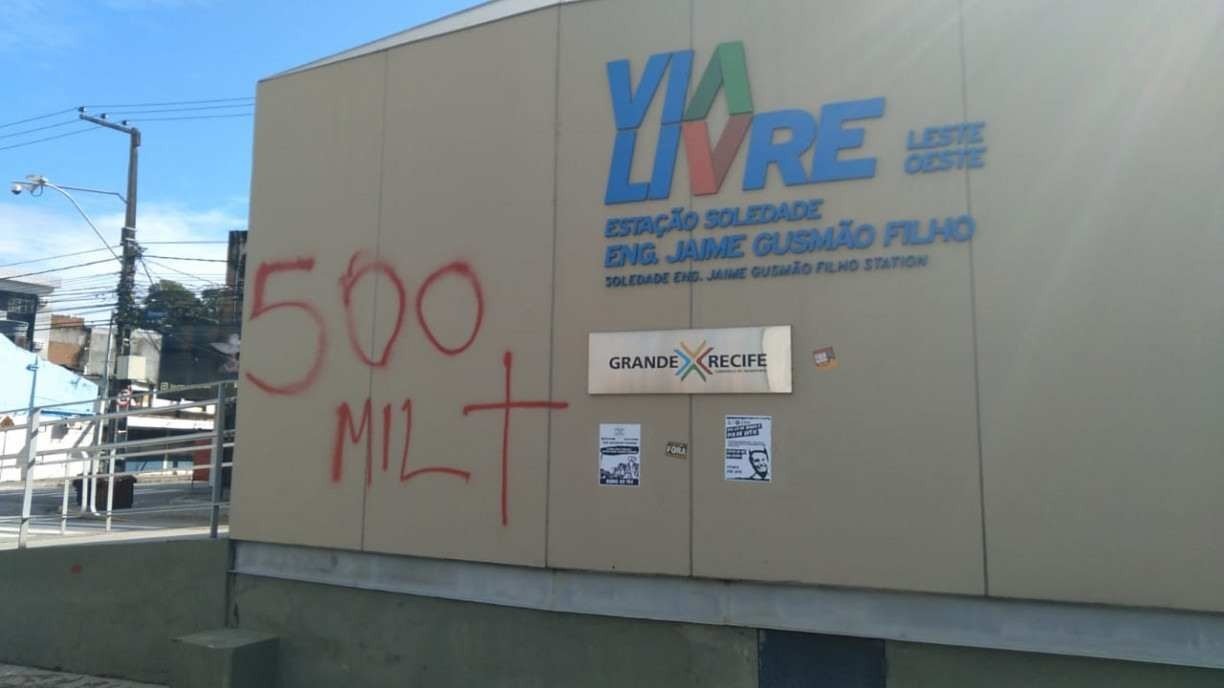 VIA
LIVRE
LESTE
OESTE
ESTAÇÃO SOLEDADE
ENG. JAIME GUSMÃO FILHO
SOLEDADE ENG. JAIME GUSMÃO FILHO STATION
500
MIL
GRANDE RECIFE
FORA